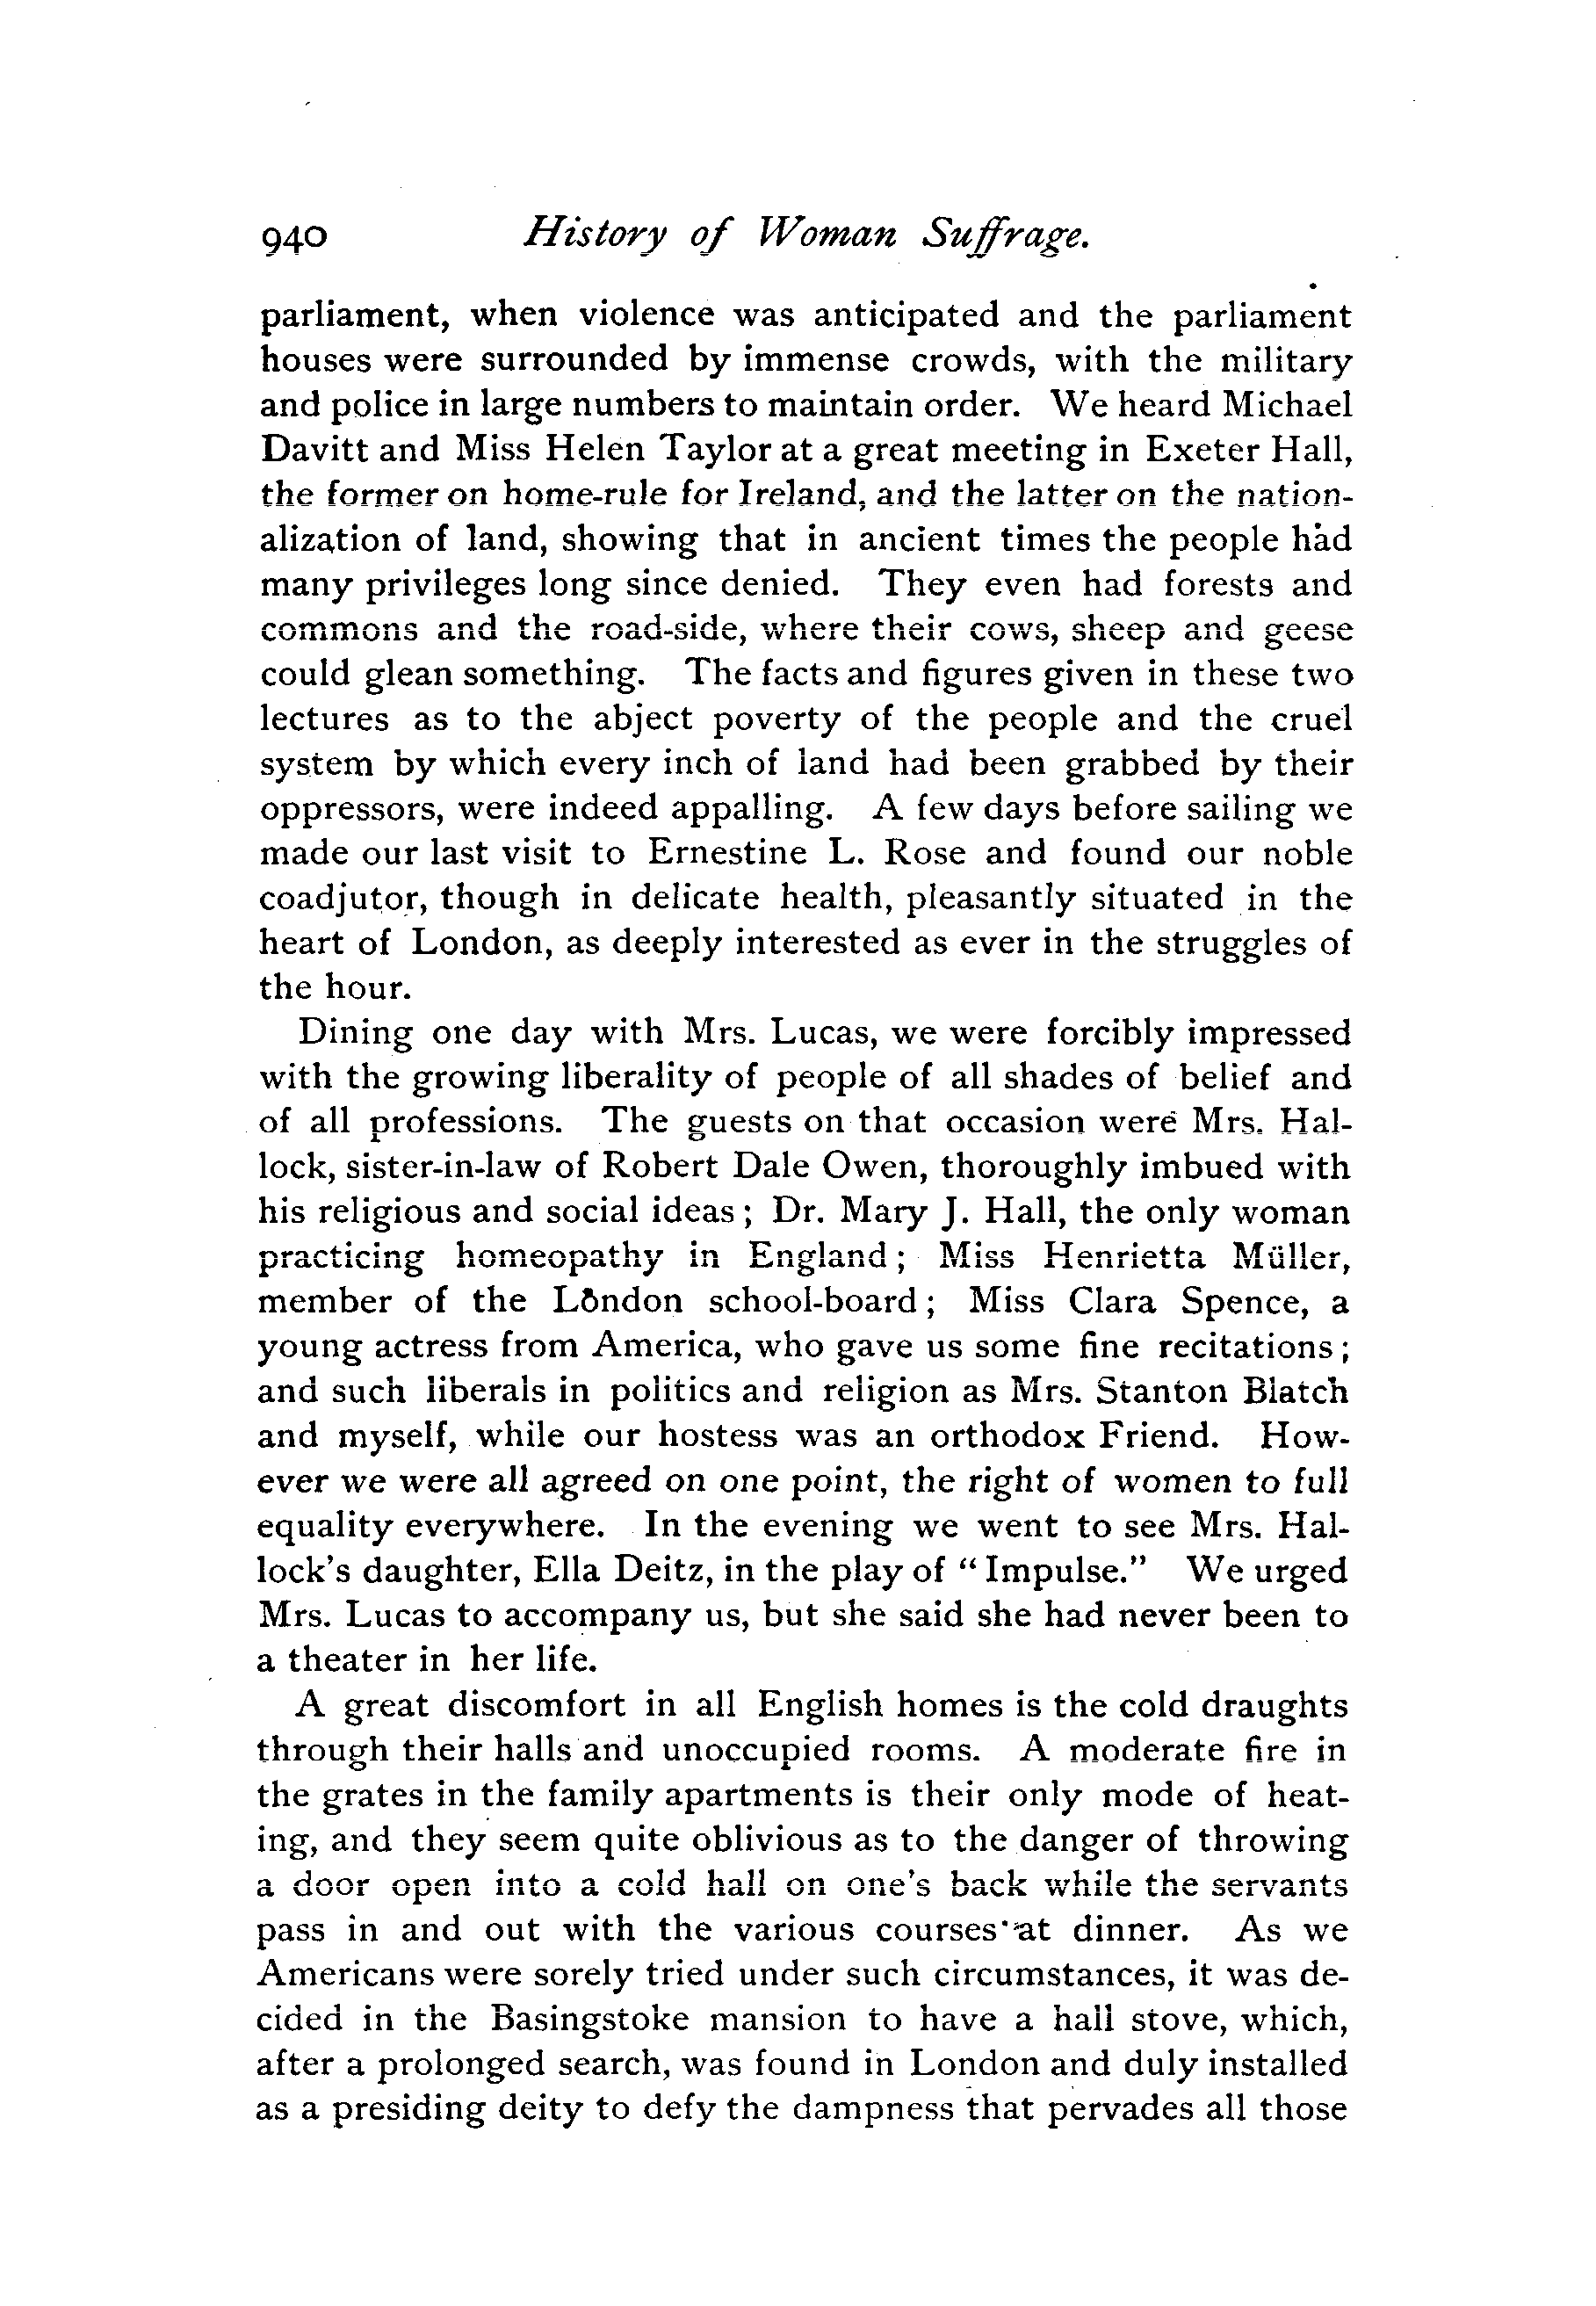 940 History of Woman Suffrage.
parliament, when violence was anticipated and the parliament
houses were surrounded by immense crowds, with the military
and police in large numbers to maintain order. We heard Michael
Davitt and Miss Helen Taylor at a great meeting in Exeter Hall,
the former on home-rule for Ireland, and the latter on the nation-
alization of land, showing that in ancient times the people had
many privileges long since denied. They even had forests and
commons and the road-side, where their cows, sheep and geese
could glean something. The facts and figures given in these two
lectures as to the abject poverty of the people and the cruel
system by which every inch of land had been grabbed by their
oppressors, were indeed appalling. A few days before sailing we
made our last visit to Ernestine L. Rose and found our noble
coadjutor, though in delicate health, pleasantly situated in the
heart of London, as deeply interested as ever in the struggles of
the hour.
Dining one day with Mrs. Lucas, we were forcibly impressed
with the growing liberality of people of all shades of belief and
of all professions. The guests on that occasion were Mrs. Hal-
lock, sister-in-law of Robert Dale Owen, thoroughly imbued with
his religious and social ideas; Dr. Mary J. Hall, the only woman
practicing homeopathy in England; Miss Henrietta Müller,
member of the London school-board; Miss Clara Spence, a
young actress from America, who gave us some fine recitations;
and such liberals in politics and religion as Mrs. Stanton Blatch
and myself, while our hostess was an orthodox Friend. How-
ever we were all agreed on one point, the right of women to full
equality everywhere. In the evening we went to see Mrs. Hal-
lock's daughter, Ella Deitz, in the play of "Impulse." We urged
Mrs. Lucas to accompany us, but she said she had never been to
a theater in her life.
A great discomfort in all English homes is the cold draughts
through their halls and unoccupied rooms. A moderate fire in
the grates in the family apartments is their only mode of heat-
ing, and they seem quite oblivious as to the danger of throwing
a door open into a cold hall on one's back while the servants
pass in and out with the various courses at dinner. As we
Americans were sorely tried under such circumstances, it was de-
cided in the Basingstoke mansion to have a hall stove, which,
after a prolonged search, was found in London and duly installed
as a presiding deity to defy the dampness that pervades all those